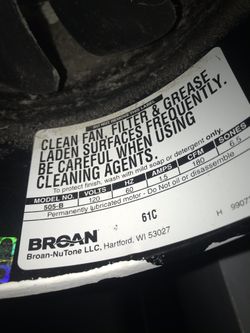 CLEAN FAN, FILTER & GREASE
LADEN SURFACES FREQUENTLY.
BE CAREFUL WHEN USING
CLEANING AGENTS.
To protect finish, wash with mild soap or detergent only.
MODEL NO. VOLTS Hz AMPS CFM SONES
505-B 120 60 1.5 180 6.5
Permanently lubricated motor - Do Not oil or disassemble
61C
H 9907
BROAN
Broan-NuTone LLC. Hartford, WI 53027